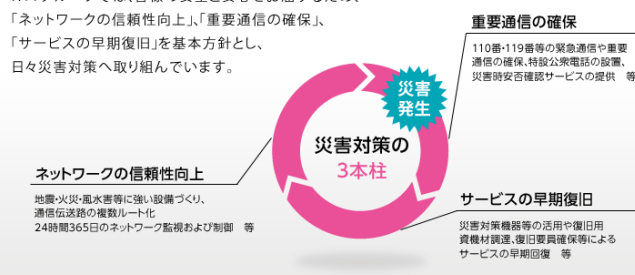 「ネットワークの信頼性向上」、「重要通信の確保」、
「サービスの早期復旧」を基本方針とし、
日々災害対策へ取り組んでいます。
重要通信の確保
110番・119番等の緊急通信や重要
通信の確保、特設公衆電話の設置、
災害時安否確認サービスの提供 等
災害
発生
災害対策の
3本柱
ネットワークの信頼性向上
地震・火災・風水害等に強い設備づくり、
通信伝送路の複数ルート化
24時間365日のネットワーク監視および制御 等
サービスの早期復旧
災害対策機器等の活用や復旧用
資機材調達、復旧要員確保等による
サービスの早期回復 等